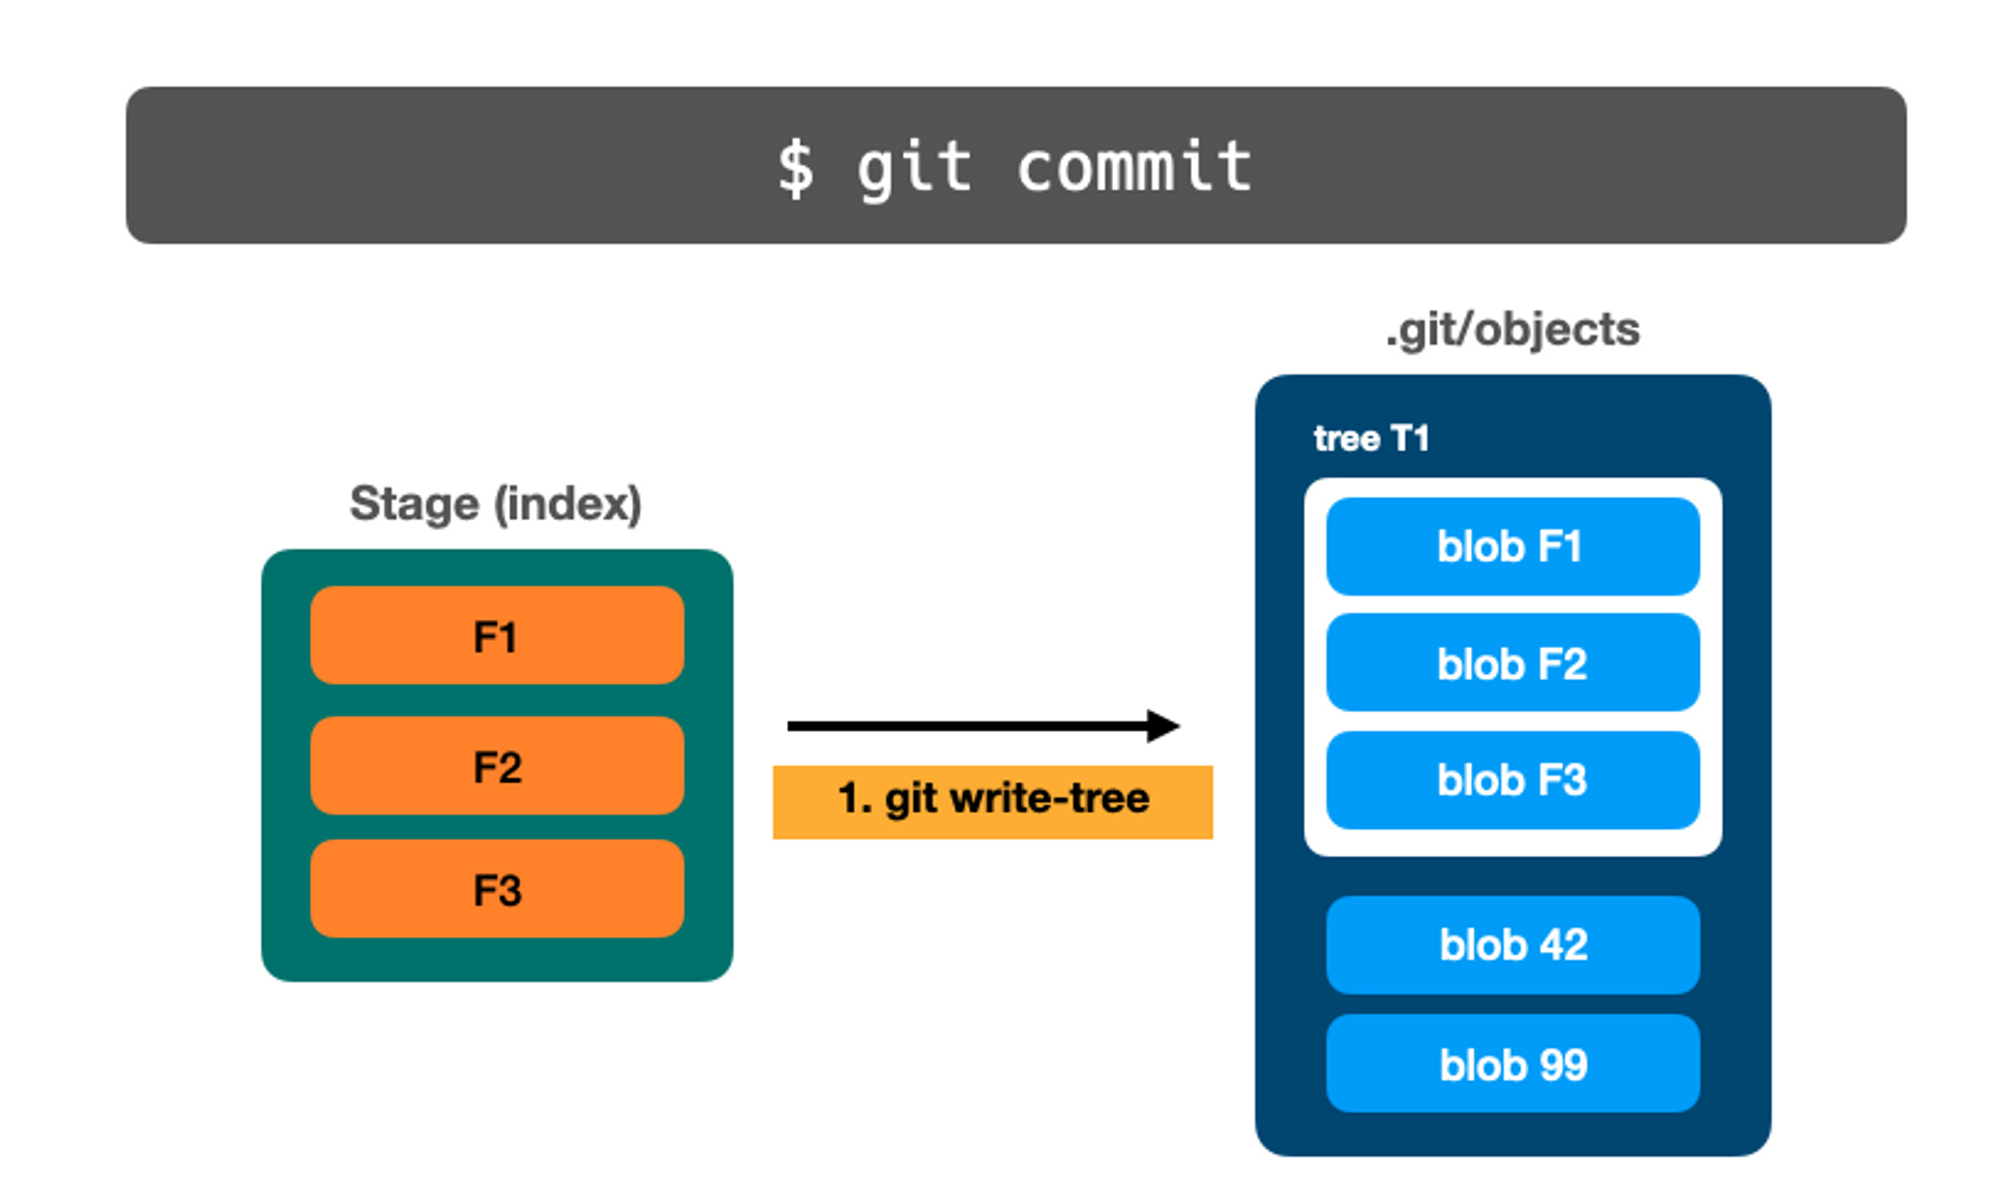 $ git commit
.git/objects
tree T1
Stage (index)
blob F1
F1
blob F2
F2
blob F3
1. git write-tree
F3
blob 42
blob 99